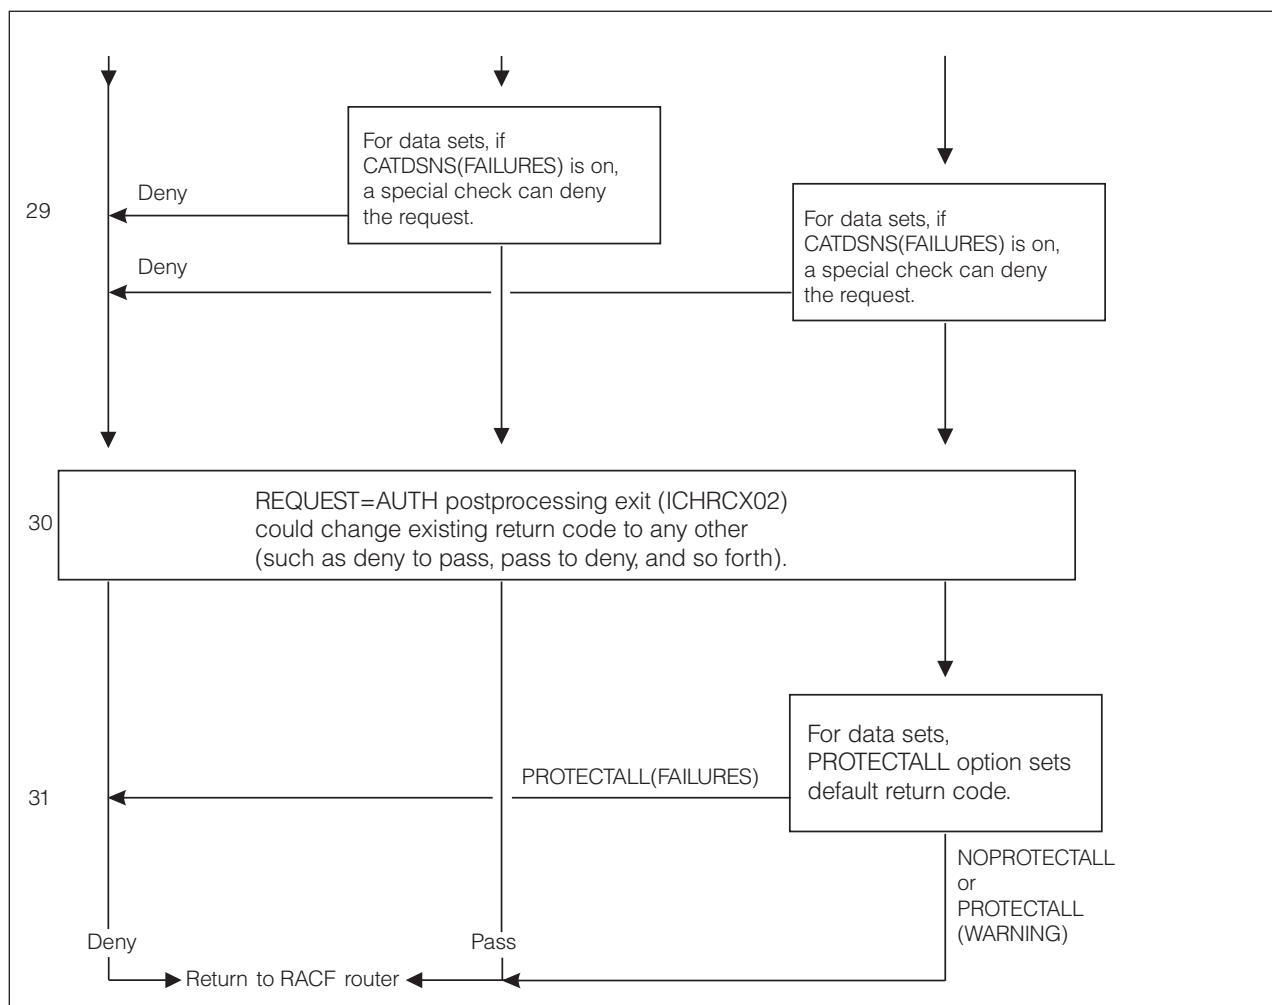 For data sets, if
CATDSNS(FAILURES) is on,
a special check can deny
the request.
Deny
29
For data sets, if
CATDSNS(FAILURES) is on,
a special check can deny
the request.
Deny
30
REQUEST=AUTH postprocessing exit (ICHRCX02)
could change existing return code to any other
(such as deny to pass, pass to deny, and so forth).
For data sets,
PROTECTALL option sets
default return code.
PROTECTALL(FAILURES)
31
NOPROTECTALL
or
PROTECTALL
(WARNING)
Deny
Pass
Return to RACF router